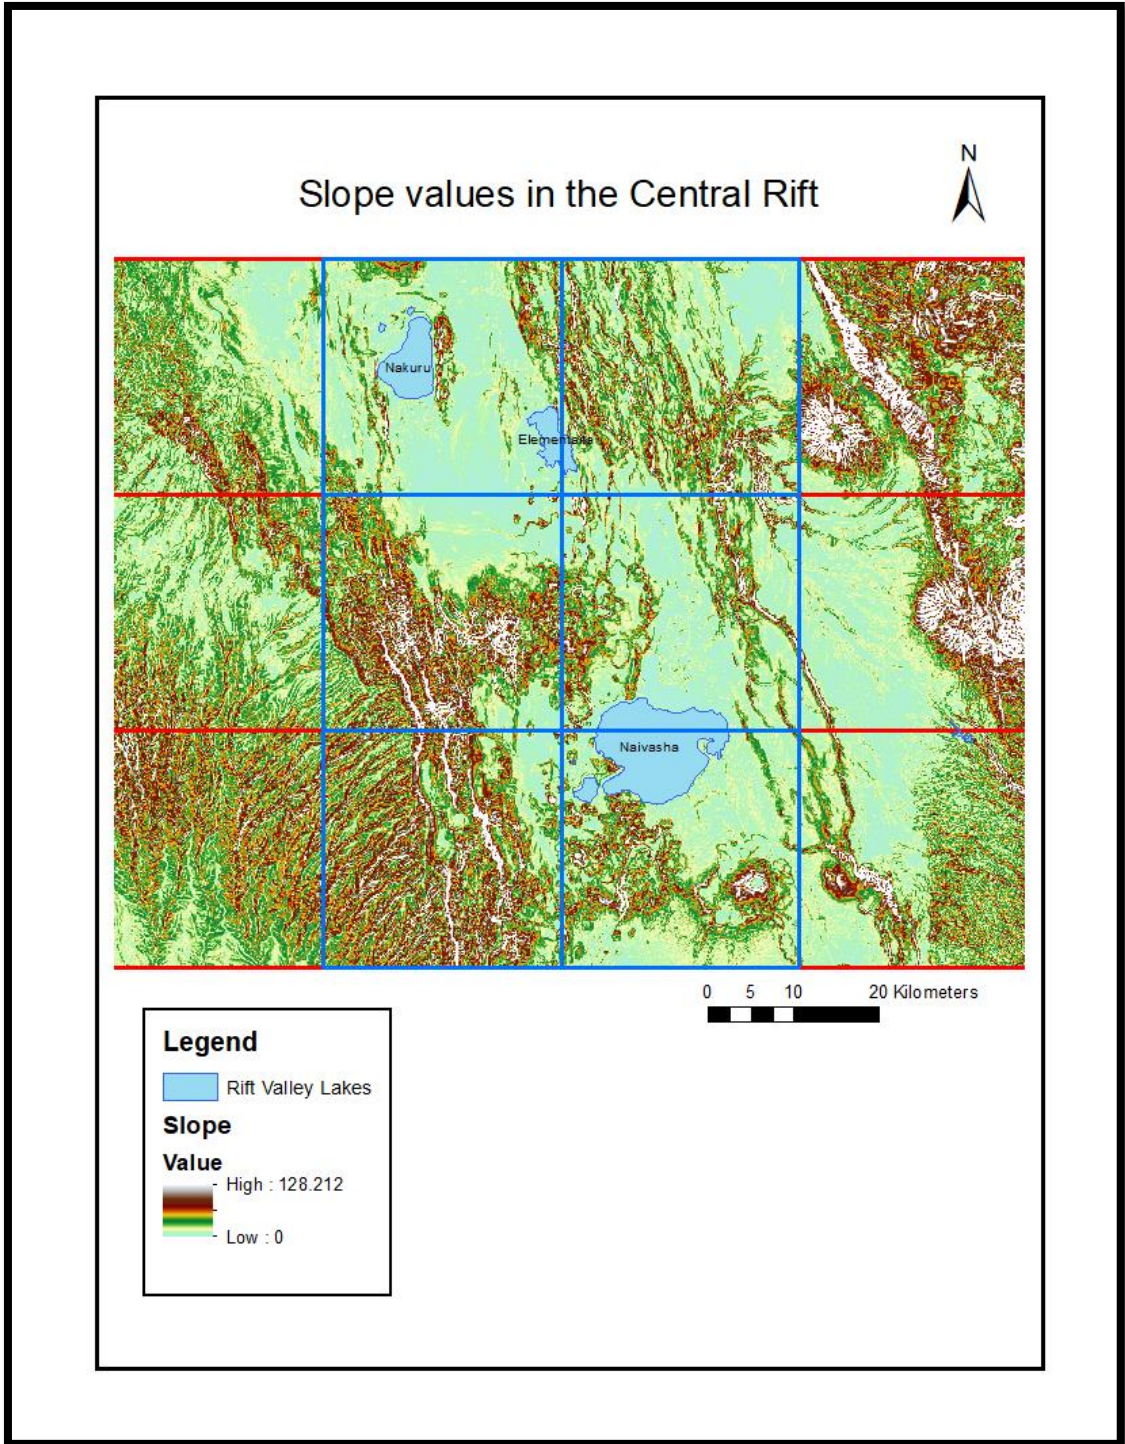 N
Slope values in the Central Rift
Nakuru
Elementaita
Naivasha
0 5 10 20 Kilometers
Legend
Rift Valley Lakes
Slope
Value
High : 128.212
Low : 0